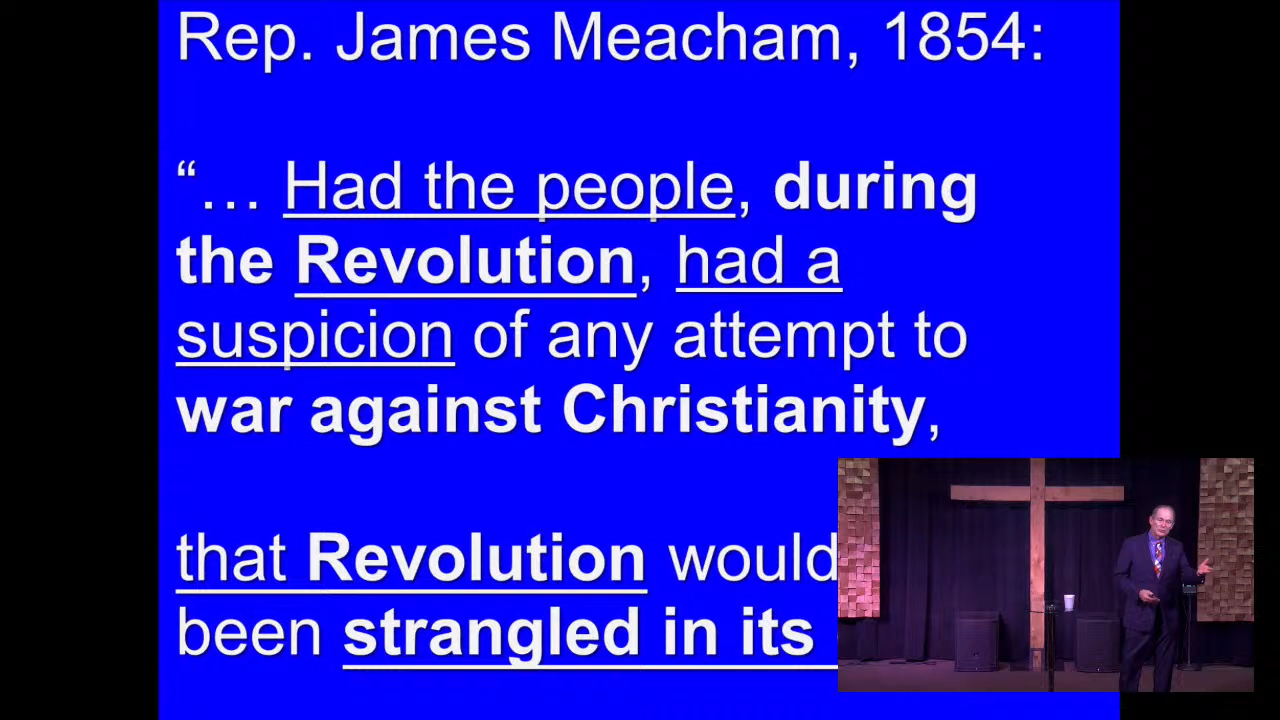 Rep. James Meacham, 1854:
“… Had the people, during
the Revolution, had a
suspicion of any attempt to
war against Christianity,
that Revolution would
been strangled in its